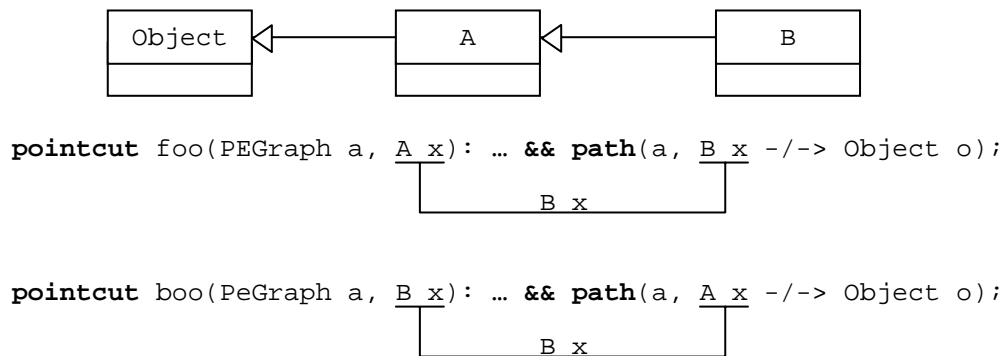 Object A B
pointcut foo(PEGraph a, A x): … && path(a, B x -/-> Object o);
B x
pointcut boo(PeGraph a, B x): … && path(a, A x -/-> Object o);
B x